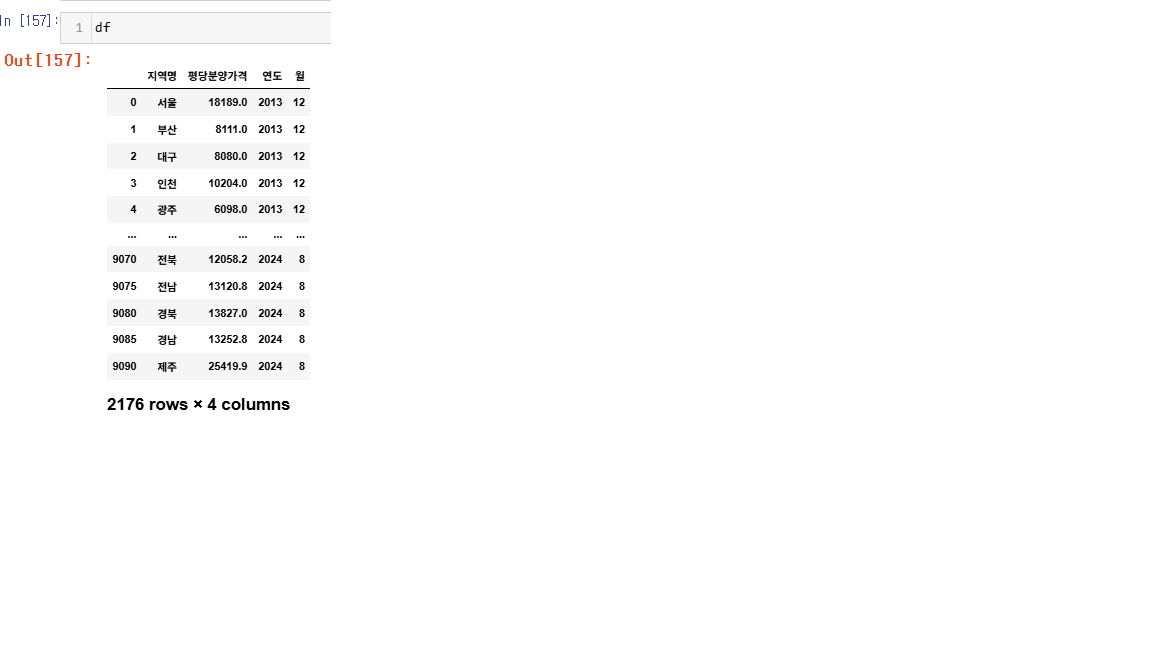 In [157]:
1 df
Out[157]:
지역명 평당분양가격 연도 월
0 서울 18189.0 2013 12
1 부산 8111.0 2013 12
2 대구 8080.0 2013 12
3 인천 10204.0 2013 12
4 광주 6098.0 2013 12
... ... ... ... ...
9070 전북 12058.2 2024 8
9075 전남 13120.8 2024 8
9080 경북 13827.0 2024 8
9085 경남 13252.8 2024 8
9090 제주 25419.9 2024 8
2176 rows × 4 columns